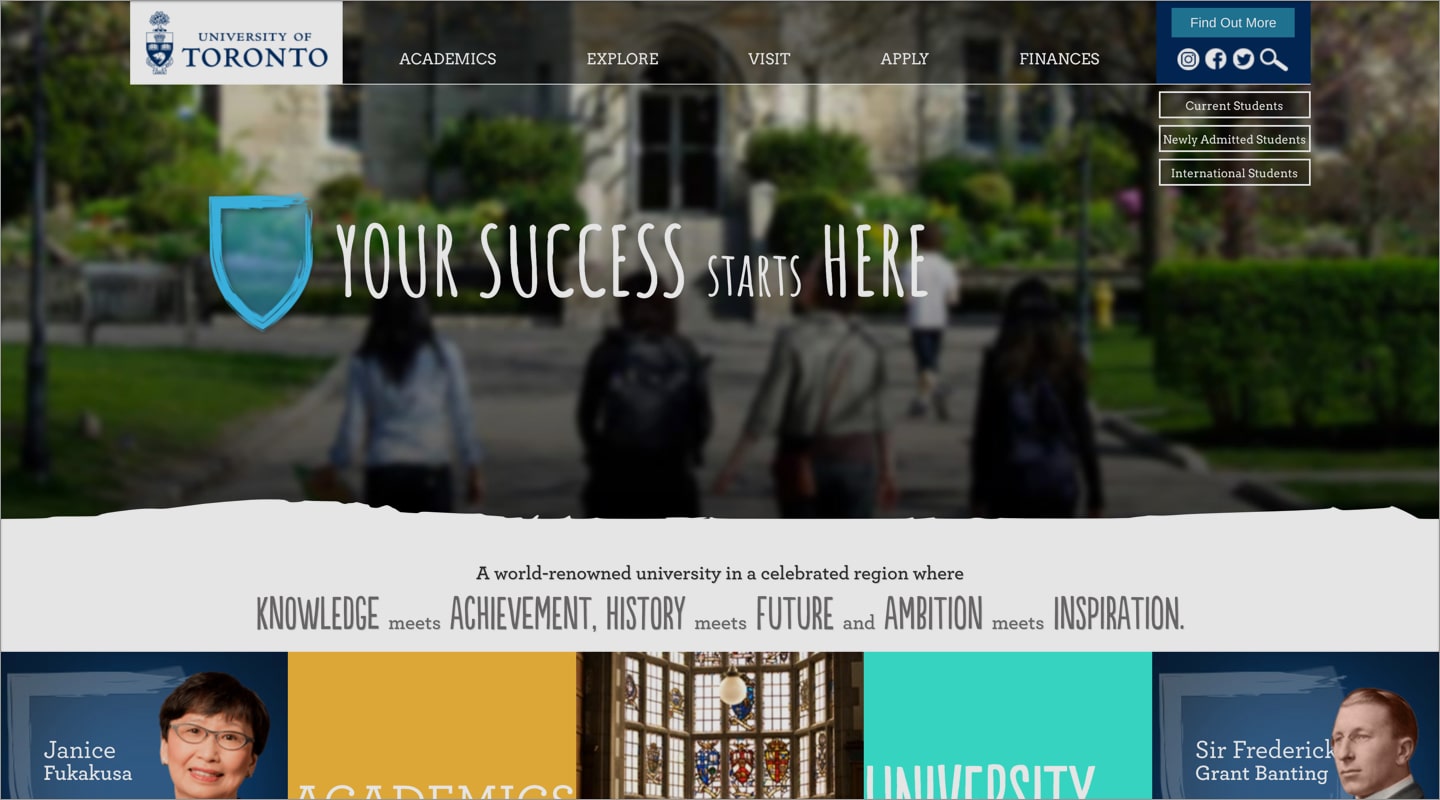 UNIVERSITY OF
TORONTO
ACADEMICS
EXPLORE
VISIT
APPLY
FINANCES
Find Out More
Current Students
Newly Admitted Students
International Students
YOUR SUCCESS STARTS HERE
A world-renowned university in a celebrated region where
KNOWLEDGE meets ACHIEVEMENT, HISTORY meets FUTURE and AMBITION meets INSPIRATION.
Janice
Fukakusa
ACADEMICS
UNIVERSITY
Sir Frederick
Grant Banting